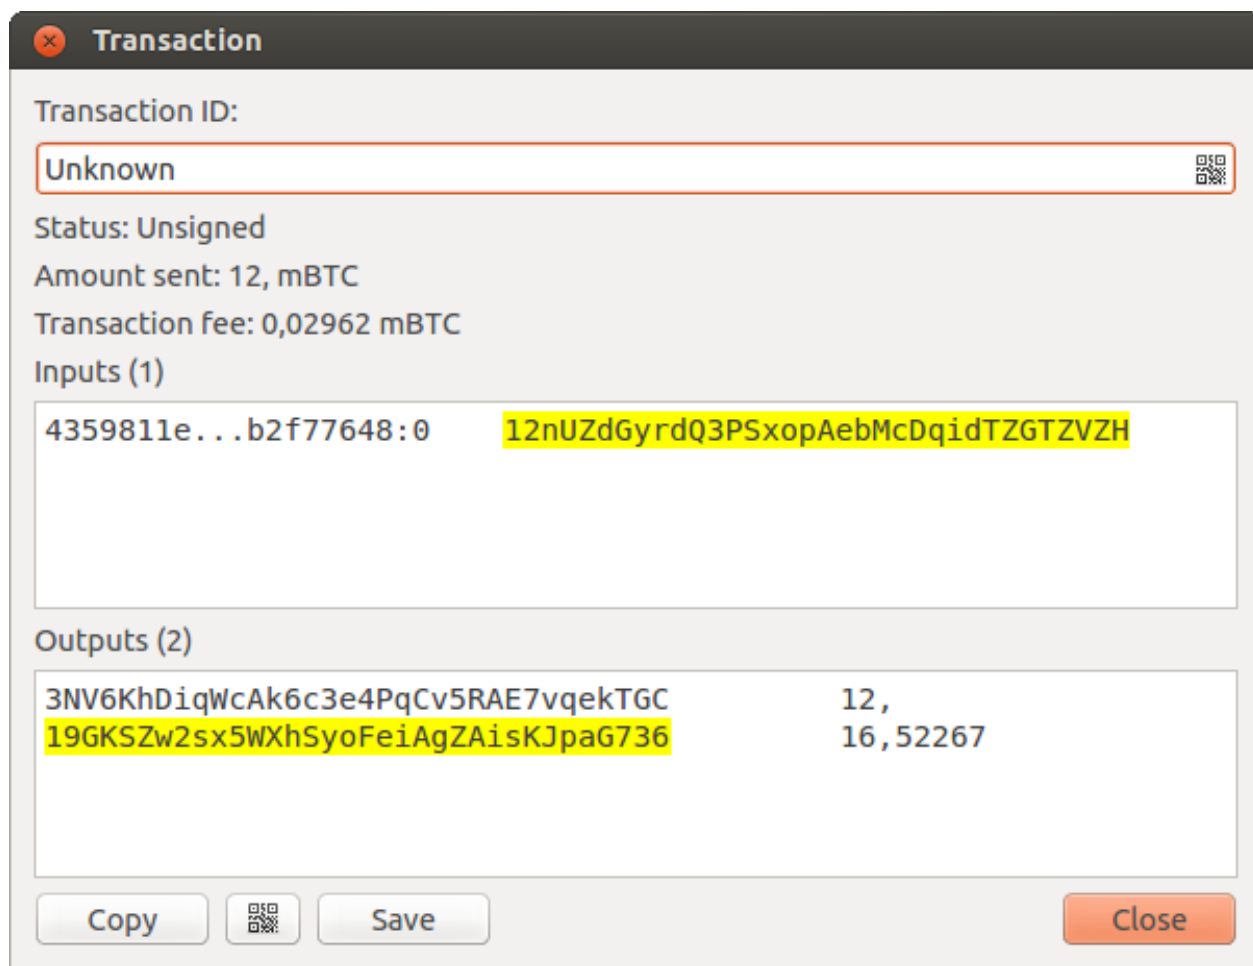 Transaction
Transaction ID:
Unknown
Status: Unsigned
Amount sent: 12, mBTC
Transaction fee: 0,02962 mBTC
Inputs (1)
4359811e...b2f77648:0 12nUZdGyrdQ3PSxopAebMcDqidTZGTZVZH
Outputs (2)
3NV6KhDiqWcAk6c3e4PqCv5RAE7vqekTGC 12,
19GKSZw2sx5WXhSyoFeiAgZAisKJpaG736 16,52267
Copy Save Close